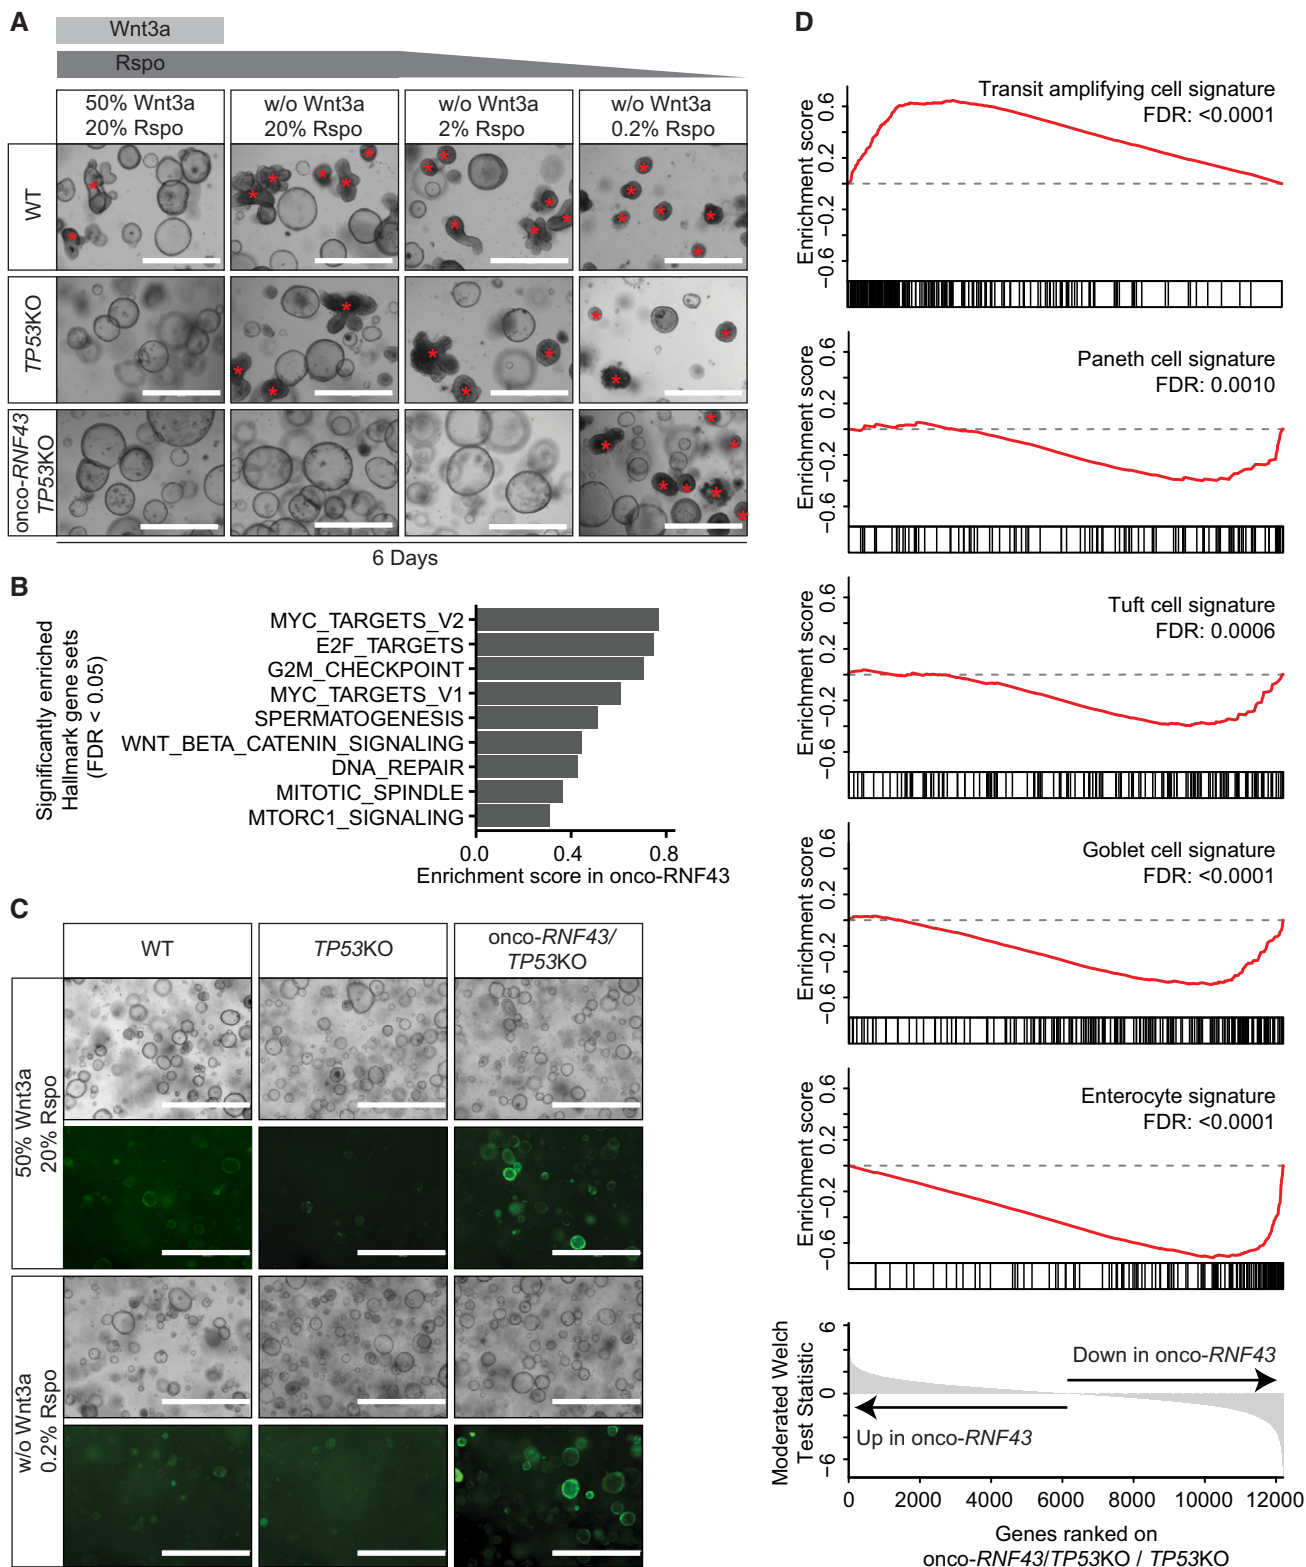 A
Wnt3a
Rspo
50% Wnt3a
20% Rspo
w/o Wnt3a
20% Rspo
w/o Wnt3a
2% Rspo
w/o Wnt3a
0.2% Rspo
WT
TP53KO
onco-RNF43
TP53KO
6 Days
B
Significantly enriched
Hallmark gene sets
(FDR < 0.05)
MYC_TARGETS_V2
E2F_TARGETS
G2M_CHECKPOINT
MYC_TARGETS_V1
SPERMATOGENESIS
WNT_BETA_CATENIN_SIGNALING
DNA_REPAIR
MITOTIC_SPINDLE
MTORC1_SIGNALING
0.0 0.4 0.8
Enrichment score in onco-RNF43
C
WT
TP53KO
onco-RNF43/
TP53KO
50% Wnt3a
20% Rspo
w/o Wnt3a
0.2% Rspo
D
Transit amplifying cell signature
FDR: <0.0001
Enrichment score
0.6
0.2
−0.2
−0.6
Paneth cell signature
FDR: 0.0010
Enrichment score
0.6
0.2
−0.2
−0.6
Tuft cell signature
FDR: 0.0006
Enrichment score
0.6
0.2
−0.2
−0.6
Goblet cell signature
FDR: <0.0001
Enrichment score
0.6
0.2
−0.2
−0.6
Enterocyte signature
FDR: <0.0001
Enrichment score
0.6
0.2
−0.2
−0.6
Moderated Welch
Test Statistic
6
0
−6
Down in onco-RNF43
Up in onco-RNF43
0 2000 4000 6000 8000 10000 12000
Genes ranked on
onco-RNF43/TP53KO / TP53KO